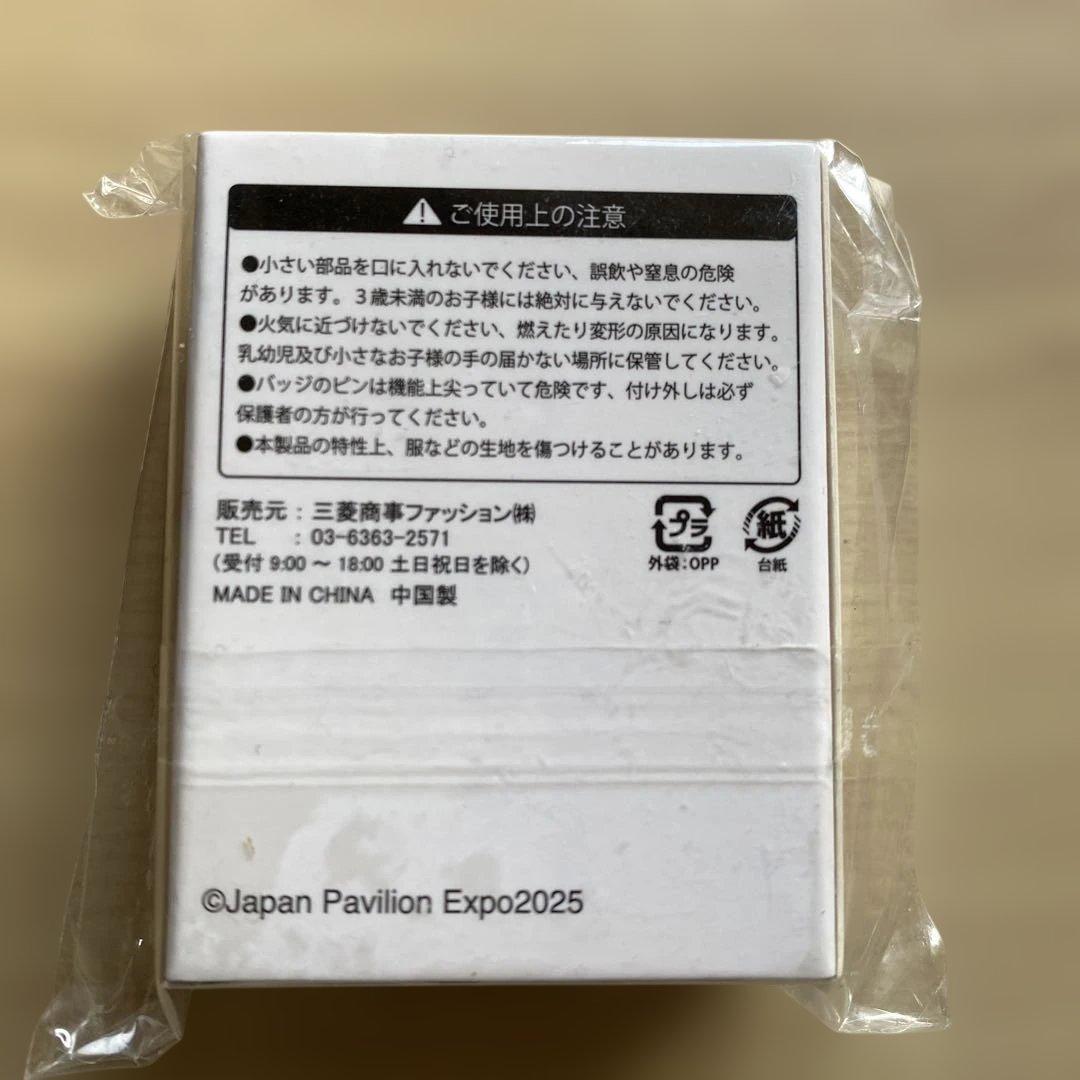 ご使用上の注意
●小さい部品を口に入れないでください、誤飲や窒息の危険
があります。3歳未満のお子様には絶対に与えないでください。
●火気に近づけないでください、燃えたり変形の原因になります。
乳幼児及び小さなお子様の手の届かない場所に保管してください。
●バッジのピンは機能上尖っていて危険です、付け外しは必ず
保護者の方が行ってください。
●本製品の特性上、服などの生地を傷つけることがあります。
販売元:三菱商事ファッション㈱
TEL :03-6363-2571
(受付 9:00 ~ 18:00 土日祝日を除く)
MADE IN CHINA 中国製
プラ
外袋:OPP
紙
台紙
©Japan Pavilion Expo2025